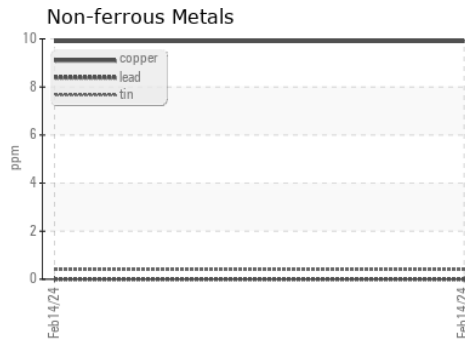 Non-ferrous Metals
10
copper
lead
tin
8
6
ppm
4
2
0
Feb14/24
Feb14/24